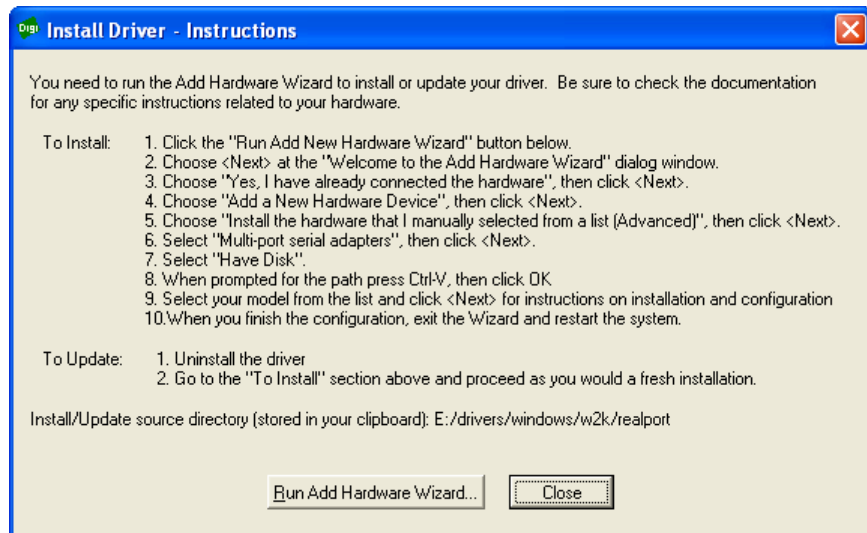 Digi Install Driver - Instructions
You need to run the Add Hardware Wizard to install or update your driver. Be sure to check the documentation
for any specific instructions related to your hardware.
To Install: 1. Click the "Run Add New Hardware Wizard" button below.
2. Choose <Next> at the "Welcome to the Add Hardware Wizard" dialog window.
3. Choose "Yes, I have already connected the hardware", then click <Next>.
4. Choose "Add a New Hardware Device", then click <Next>.
5. Choose "Install the hardware that I manually selected from a list (Advanced)", then click <Next>.
6. Select "Multi-port serial adapters", then click <Next>.
7. Select "Have Disk".
8. When prompted for the path press Ctrl-V, then click OK
9. Select your model from the list and click <Next> for instructions on installation and configuration
10.When you finish the configuration, exit the Wizard and restart the system.
To Update: 1. Uninstall the driver
2. Go to the "To Install" section above and proceed as you would a fresh installation.
Install/Update source directory (stored in your clipboard): E:/drivers/windows/w2k/realport
Run Add Hardware Wizard... Close